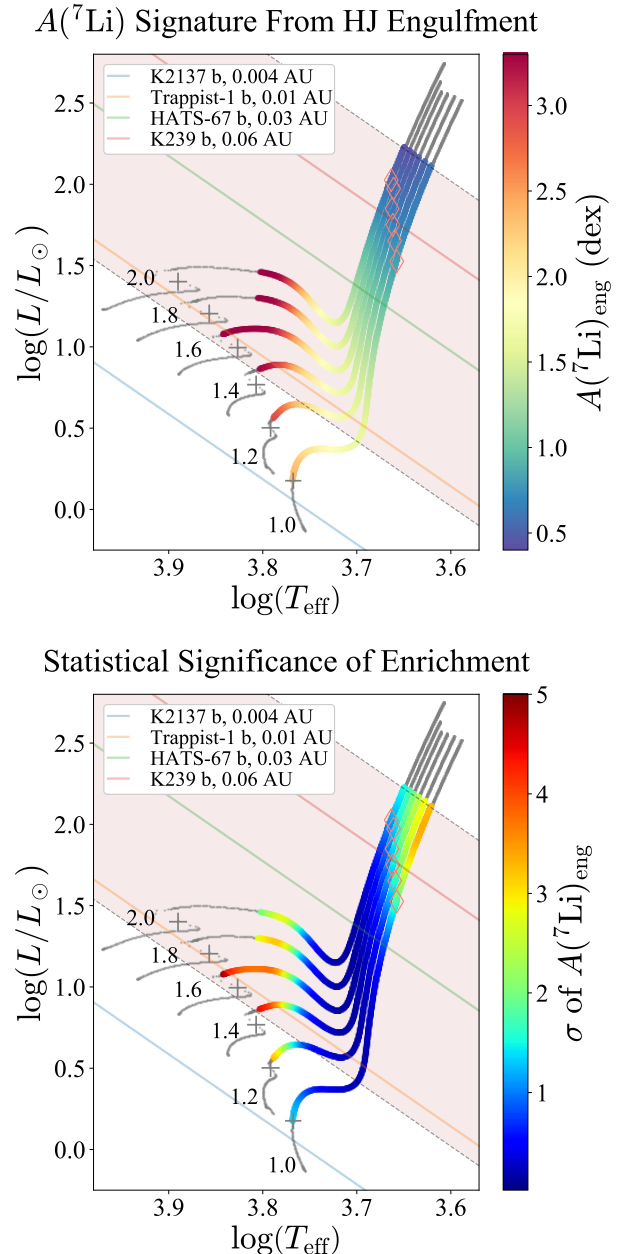 A(⁷Li) Signature From HJ Engulfment
K2137 b, 0.004 AU
Trappist-1 b, 0.01 AU
HATS-67 b, 0.03 AU
K239 b, 0.06 AU
2.5
2.0
1.5
1.0
0.5
0.0
log(L/L⊙)
2.0
1.8
1.6
1.4
1.2
1.0
3.9
3.8
3.7
3.6
log(T_eff)
3.0
2.5
2.0
1.5
1.0
0.5
A(⁷Li)_eng (dex)
Statistical Significance of Enrichment
K2137 b, 0.004 AU
Trappist-1 b, 0.01 AU
HATS-67 b, 0.03 AU
K239 b, 0.06 AU
2.5
2.0
1.5
1.0
0.5
0.0
log(L/L⊙)
2.0
1.8
1.6
1.4
1.2
1.0
3.9
3.8
3.7
3.6
log(T_eff)
5
4
3
2
1
σ of A(⁷Li)_eng